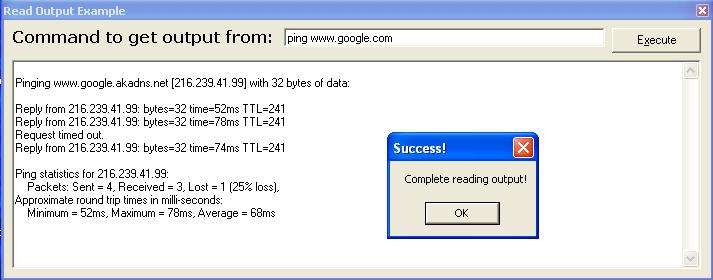 Read Output Example
Command to get output from: ping www.google.com Execute
Pinging www.google.akadns.net [216.239.41.99] with 32 bytes of data:
Reply from 216.239.41.99: bytes=32 time=52ms TTL=241
Reply from 216.239.41.99: bytes=32 time=78ms TTL=241
Request timed out.
Reply from 216.239.41.99: bytes=32 time=74ms TTL=241
Ping statistics for 216.239.41.99:
Packets: Sent = 4, Received = 3, Lost = 1 (25% loss),
Approximate round trip times in milli-seconds:
Minimum = 52ms, Maximum = 78ms, Average = 68ms
Success!
Complete reading output!
OK